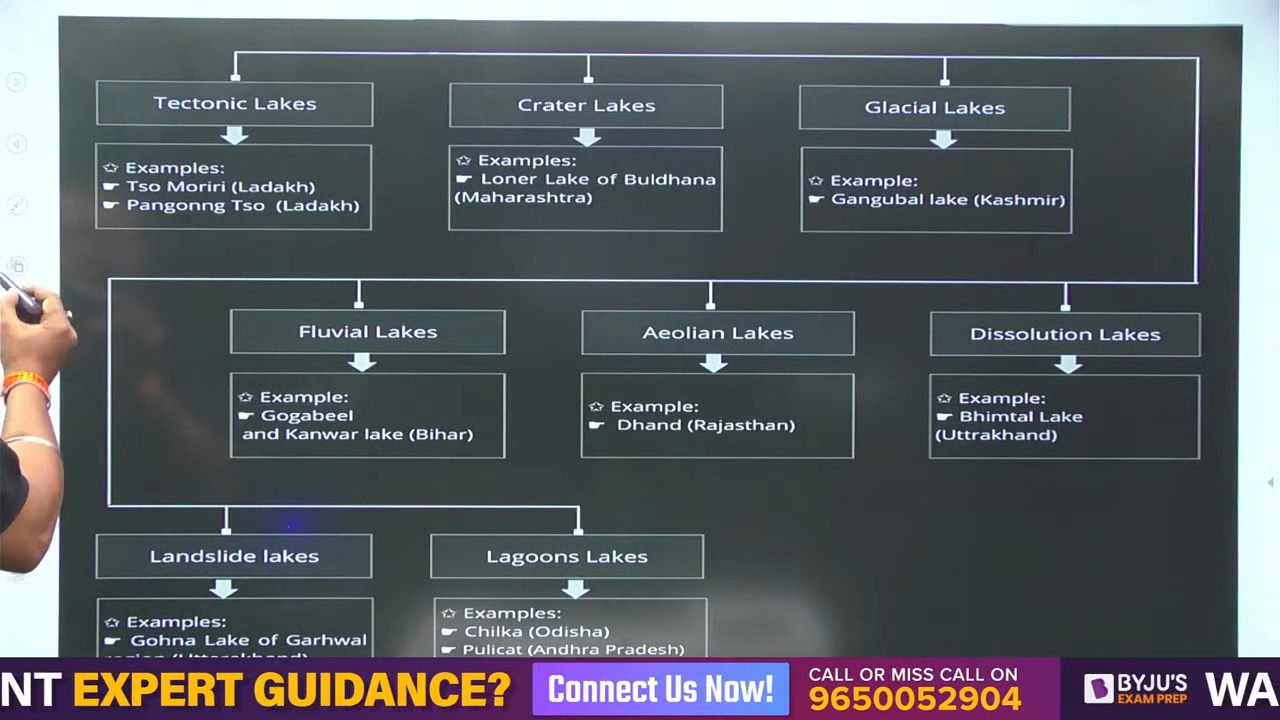 Tectonic Lakes
✩ Examples:
☛ Tso Moriri (Ladakh)
☛ Pangonng Tso (Ladakh)
Crater Lakes
✩ Examples:
☛ Loner Lake of Buldhana
(Maharashtra)
Glacial Lakes
✩ Example:
☛ Gangubal lake (Kashmir)
Fluvial Lakes
✩ Example:
☛ Gogabeel
and Kanwar lake (Bihar)
Aeolian Lakes
✩ Example:
☛ Dhand (Rajasthan)
Dissolution Lakes
✩ Example:
☛ Bhimtal Lake
(Uttrakhand)
Landslide lakes
✩ Examples:
☛ Gohna Lake of Garhwal
Lagoons Lakes
✩ Examples:
☛ Chilka (Odisha)
☛ Pulicat (Andhra Pradesh)
NT EXPERT GUIDANCE?
Connect Us Now!
CALL OR MISS CALL ON
9650052904
BYJU'S
EXAM PREP
WA